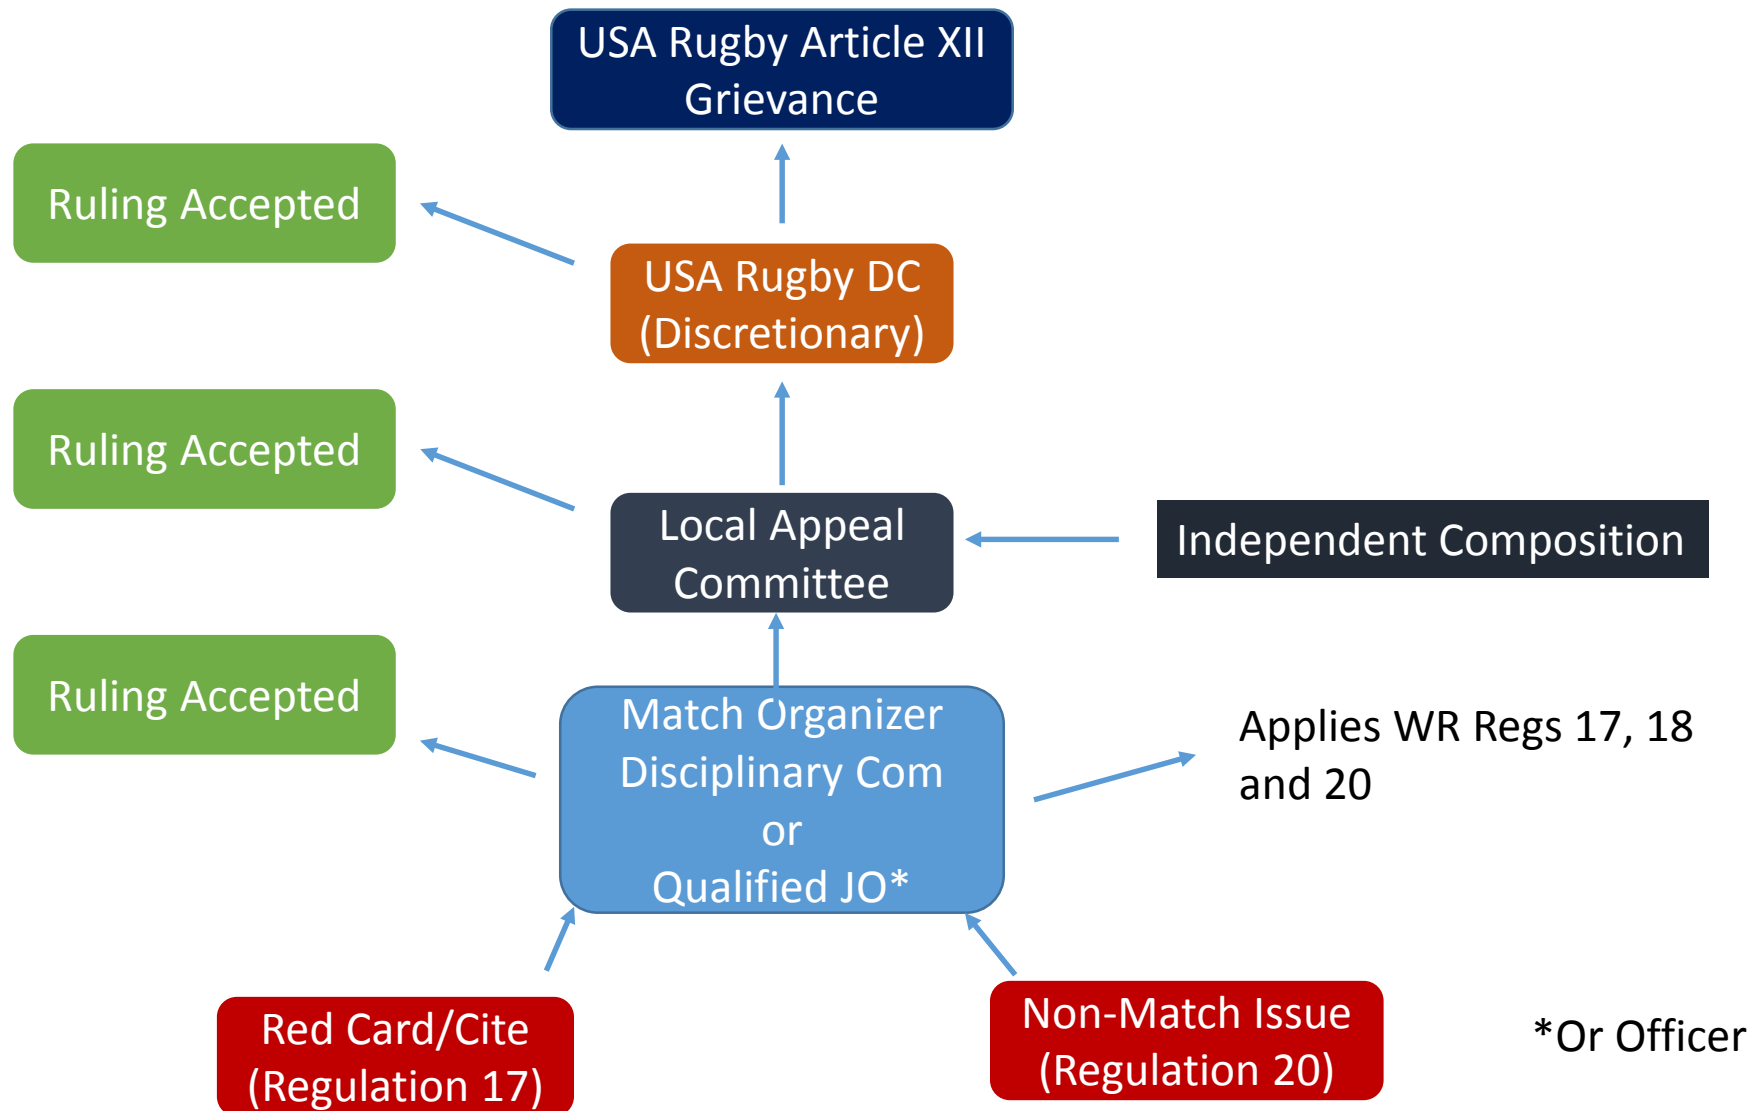 USA Rugby Article XII
Grievance
Ruling Accepted
USA Rugby DC
(Discretionary)
Ruling Accepted
Local Appeal
Committee
Independent Composition
Ruling Accepted
Match Organizer
Disciplinary Com
or
Qualified JO*
Applies WR Regs 17, 18
and 20
Red Card/Cite
(Regulation 17)
Non-Match Issue
(Regulation 20)
*Or Officer